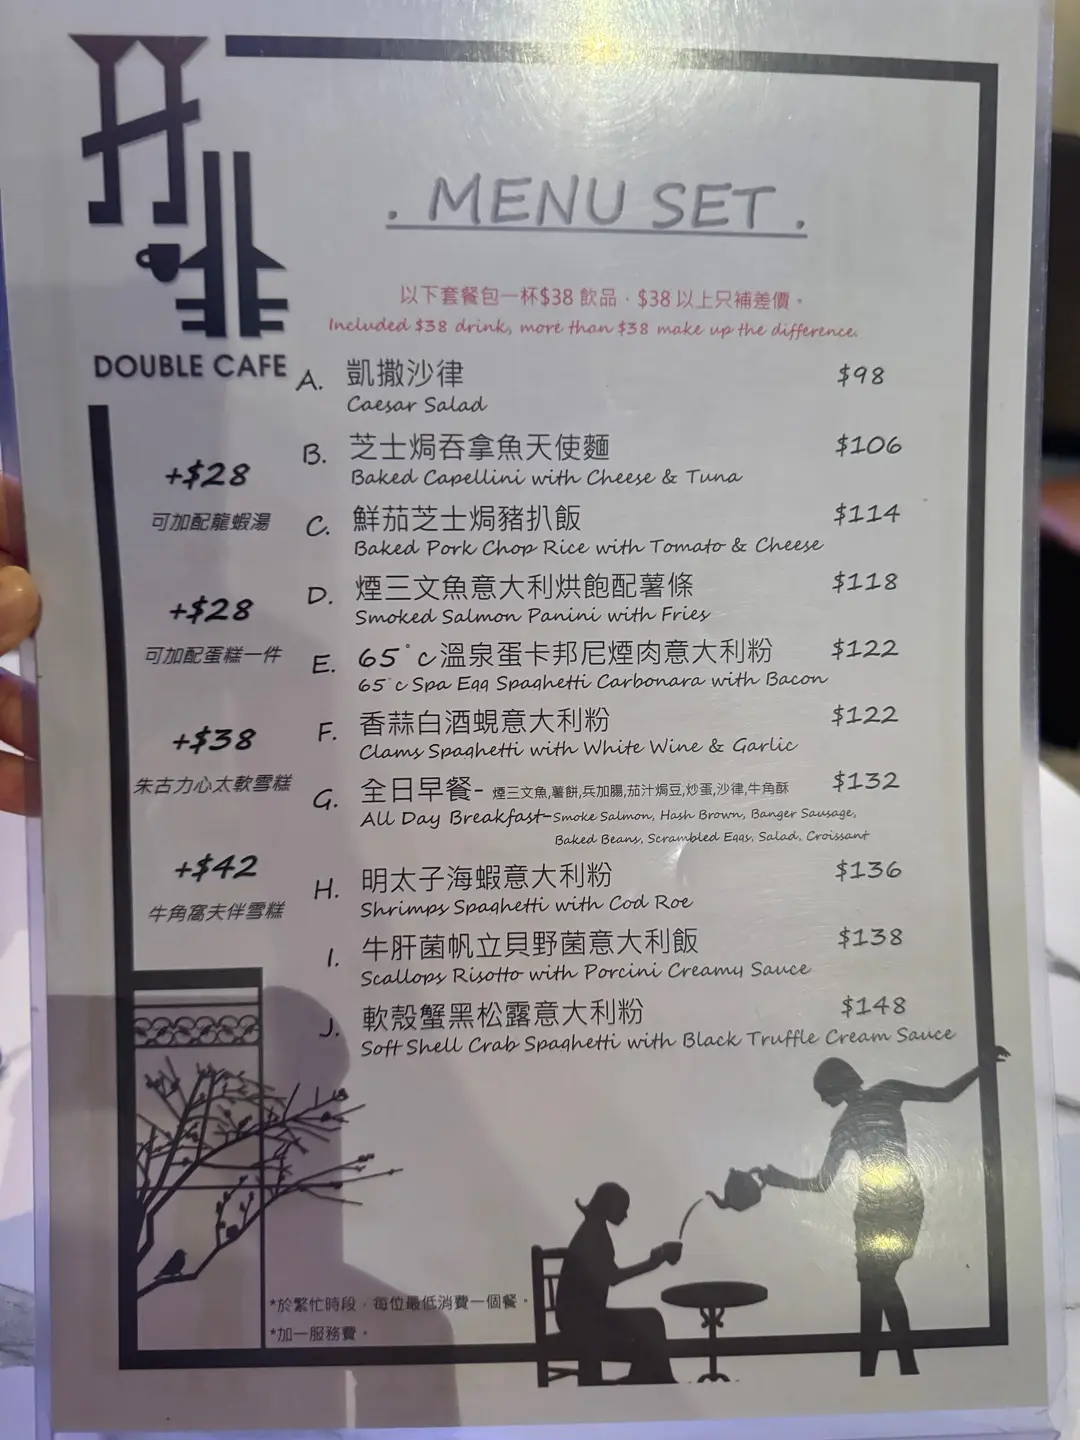 DOUBLE CAFE
. MENU SET .
以下套餐包一杯$38 飲品，$38 以上只補差價。
Included $38 drink, more than $38 make up the difference.
A. 凱撒沙律 $98
Caesar Salad
B. 芝士焗吞拿魚天使麵 $106
Baked Capellini with Cheese & Tuna
C. 鮮茄芝士焗豬扒飯 $114
Baked Pork Chop Rice with Tomato & Cheese
D. 煙三文魚意大利烘飽配薯條 $118
Smoked Salmon Panini with Fries
E. 65°c溫泉蛋卡邦尼煙肉意大利粉 $122
65°c Spa Egg Spaghetti Carbonara with Bacon
F. 香蒜白酒蜆意大利粉 $122
Clams Spaghetti with White Wine & Garlic
G. 全日早餐- 煙三文魚,薯餅,兵加腸,茄汁焗豆,炒蛋,沙律,牛角酥 $132
All Day Breakfast-Smoke Salmon, Hash Brown, Banger Sausage,
Baked Beans, Scrambled Eggs, Salad, Croissant
H. 明太子海蝦意大利粉 $136
Shrimps Spaghetti with Cod Roe
I. 牛肝菌帆立貝野菌意大利飯 $138
Scallops Risotto with Porcini Creamy Sauce
J. 軟殼蟹黑松露意大利粉 $148
Soft Shell Crab Spaghetti with Black Truffle Cream Sauce
+$28
可加配龍蝦湯
+$28
可加配蛋糕一件
+$38
朱古力心太軟雪糕
+$42
牛角窩夫伴雪糕
*於繁忙時段，每位最低消費一個餐。
*加一服務費。